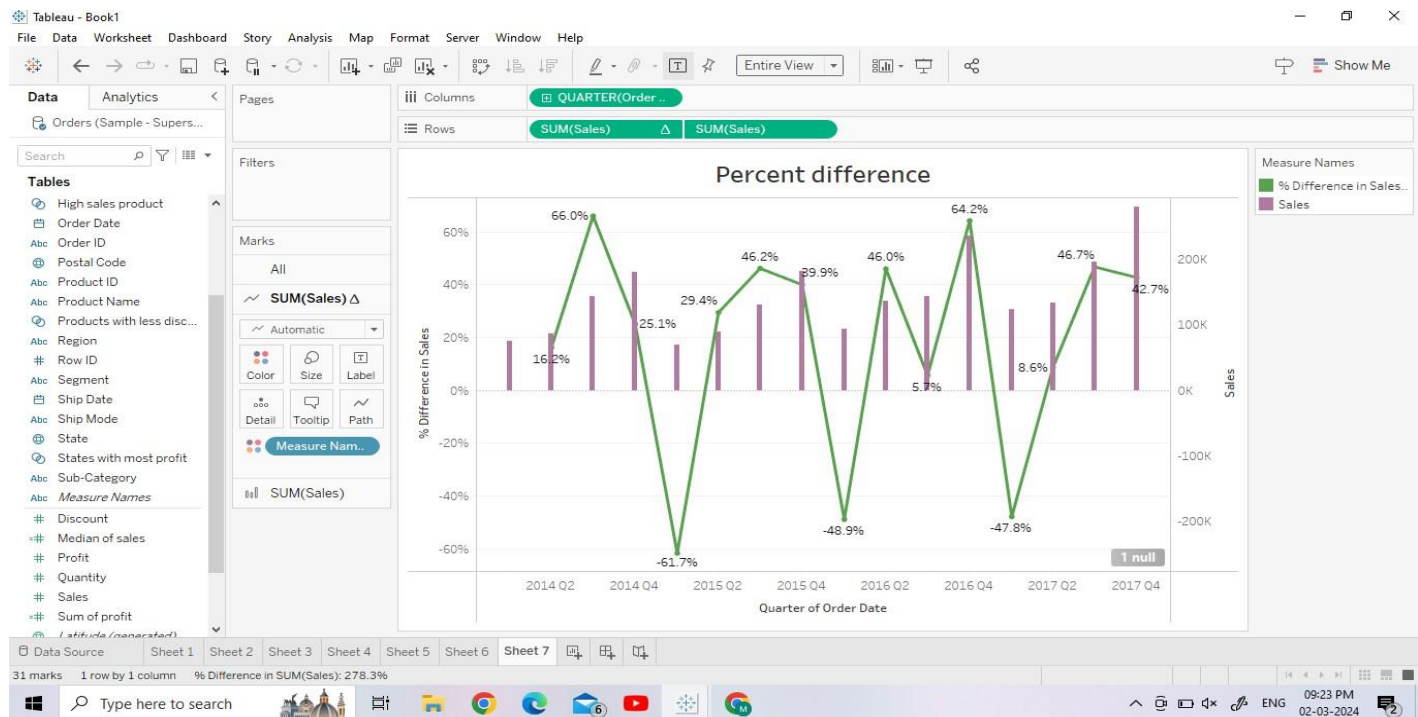 Tableau - Book1
File Data Worksheet Dashboard Story Analysis Map Format Server Window Help
Entire View
Show Me
Data Analytics
Orders (Sample - Supers...
Search
Tables
High sales product
Order Date
Abc Order ID
Postal Code
Abc Product ID
Abc Product Name
Products with less disc...
Abc Region
# Row ID
Abc Segment
Ship Date
Abc Ship Mode
State
States with most profit
Abc Sub-Category
Abc Measure Names
# Discount
=# Median of sales
# Profit
# Quantity
# Sales
=# Sum of profit
Latitude (generated)
Pages
Filters
Marks
All
SUM(Sales) Δ
Automatic
Color Size Label
Detail Tooltip Path
Measure Nam..
SUM(Sales)
Columns
QUARTER(Order ..
Rows
SUM(Sales) Δ SUM(Sales)
Percent difference
% Difference in Sales
60%
40%
20%
0%
-20%
-40%
-60%
66.0%
16.2%
25.1%
-61.7%
29.4%
46.2%
39.9%
-48.9%
46.0%
5.7%
64.2%
-47.8%
8.6%
46.7%
42.7%
200K
100K
0K
-100K
-200K
Sales
1 null
2014 Q2 2014 Q4 2015 Q2 2015 Q4 2016 Q2 2016 Q4 2017 Q2 2017 Q4
Quarter of Order Date
Measure Names
% Difference in Sales..
Sales
Data Source Sheet 1 Sheet 2 Sheet 3 Sheet 4 Sheet 5 Sheet 6 Sheet 7
31 marks 1 row by 1 column % Difference in SUM(Sales): 278.3%
Type here to search
6
M
ENG
09:23 PM
02-03-2024
2